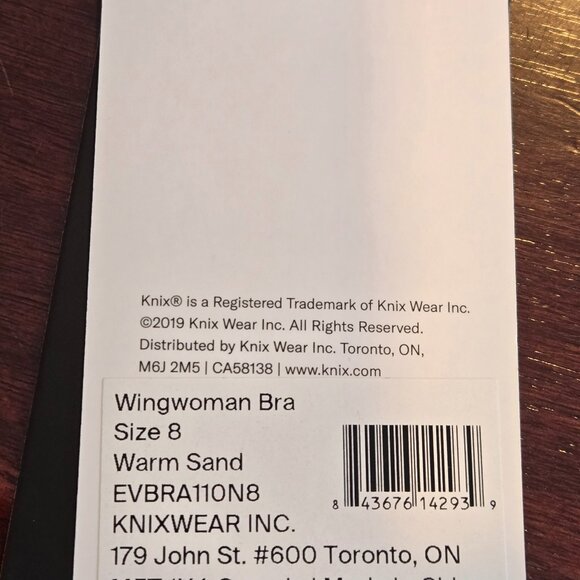 Knix® is a Registered Trademark of Knix Wear Inc.
©2019 Knix Wear Inc. All Rights Reserved.
Distributed by Knix Wear Inc. Toronto, ON,
M6J 2M5 | CA58138 | www.knix.com
Wingwoman Bra
Size 8
Warm Sand
EVBRA110N8
KNIXWEAR INC.
8 43676 14293 9
179 John St. #600 Toronto, ON